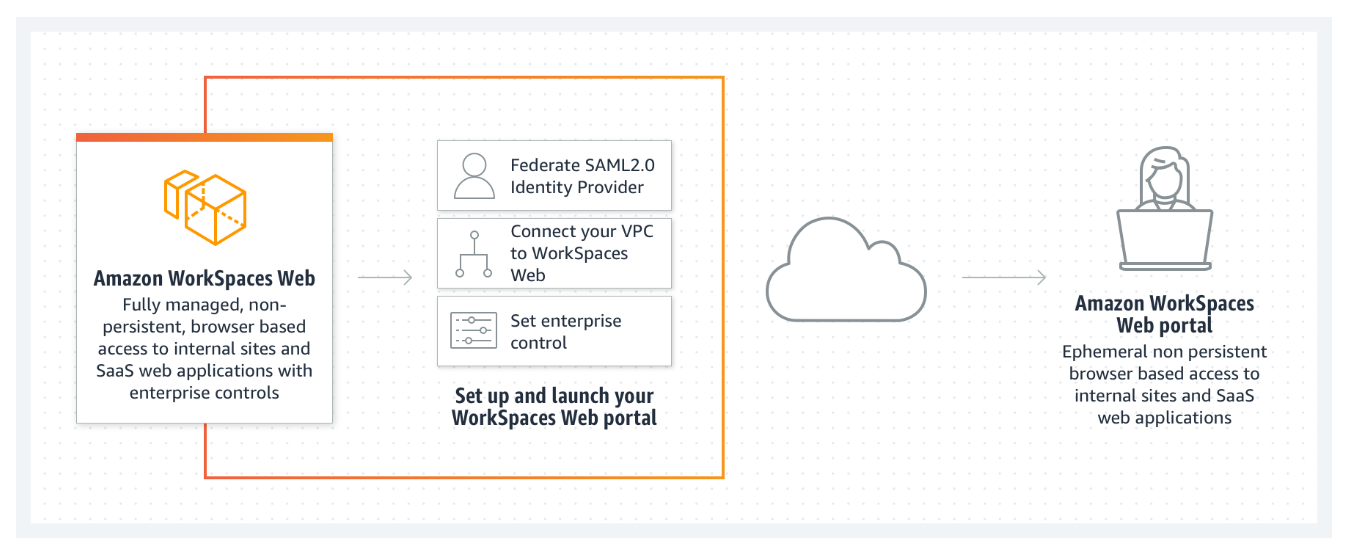 Amazon WorkSpaces Web
Fully managed, non-
persistent, browser based
access to internal sites and
SaaS web applications with
enterprise controls
Federate SAML2.0
Identity Provider
Connect your VPC
to WorkSpaces
Web
Set enterprise
control
Set up and launch your
WorkSpaces Web portal
Amazon WorkSpaces
Web portal
Ephemeral non persistent
browser based access to
internal sites and SaaS
web applications